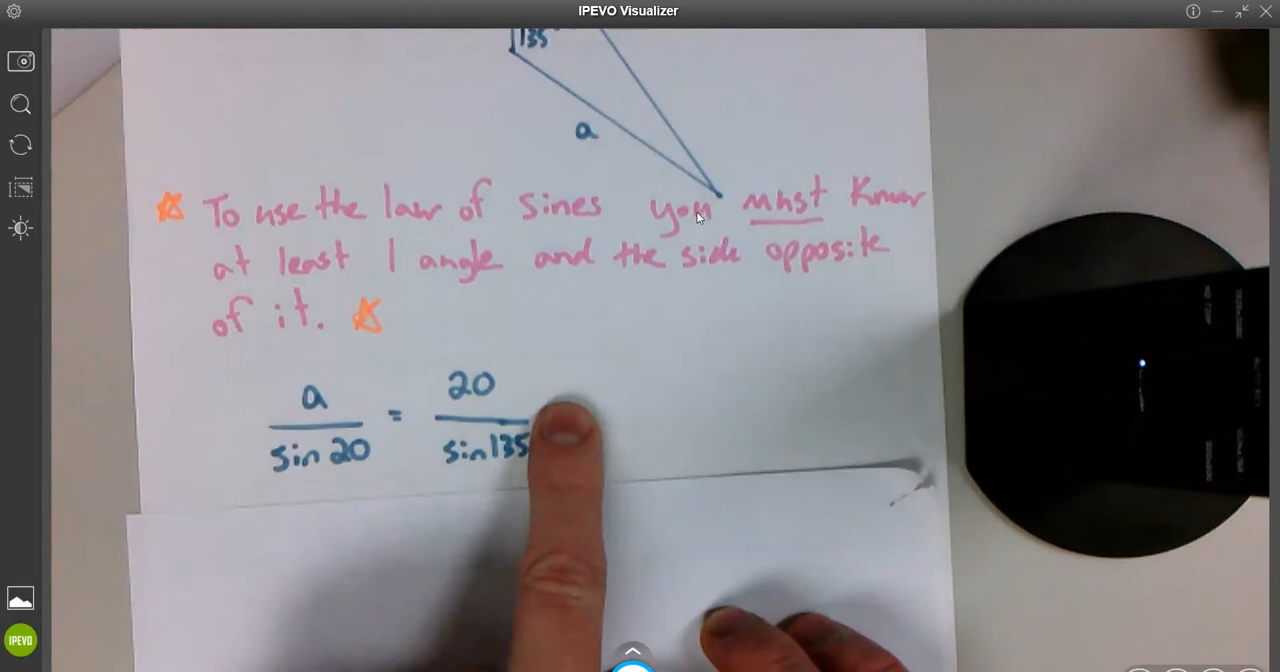 IPEVO Visualizer
135
a
To use the law of sines you must know
at least 1 angle and the side opposite
of it.
a 20
=
sin 20 sin 135
IPEVO